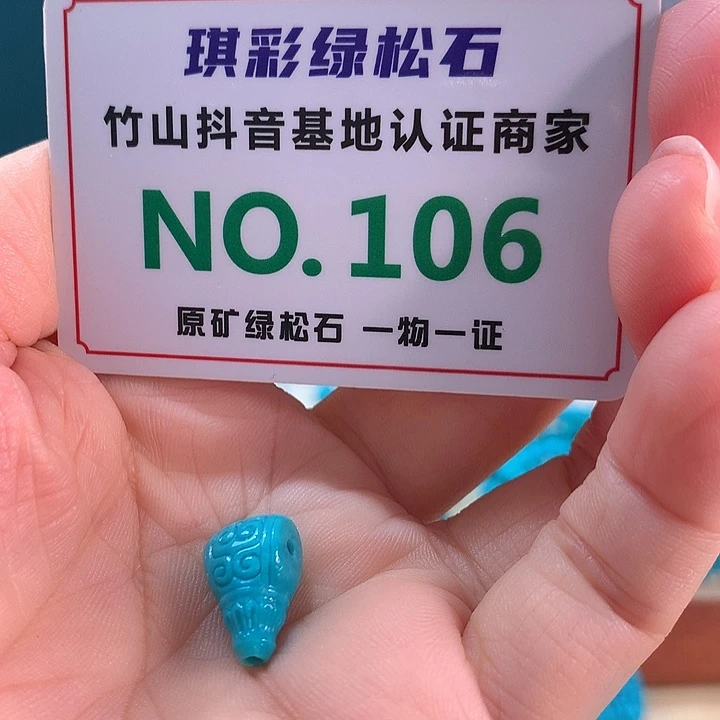 琪彩绿松石
竹山抖音基地认证商家
NO.106
原矿绿松石 一物一证